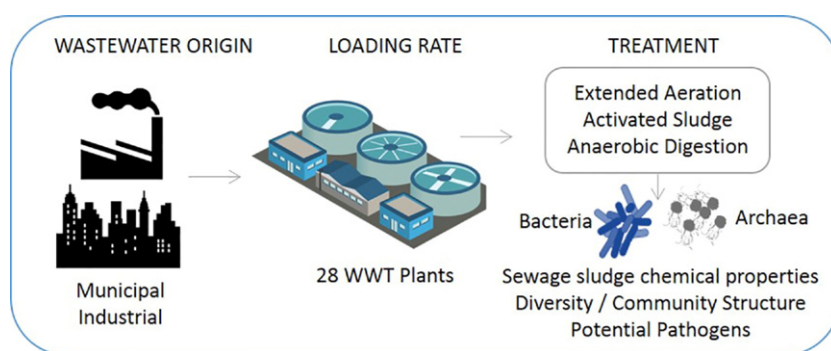 WASTEWATER ORIGIN
LOADING RATE
TREATMENT
Extended Aeration
Activated Sludge
Anaerobic Digestion
Bacteria
Archaea
Municipal
Industrial
28 WWT Plants
Sewage sludge chemical properties
Diversity / Community Structure
Potential Pathogens